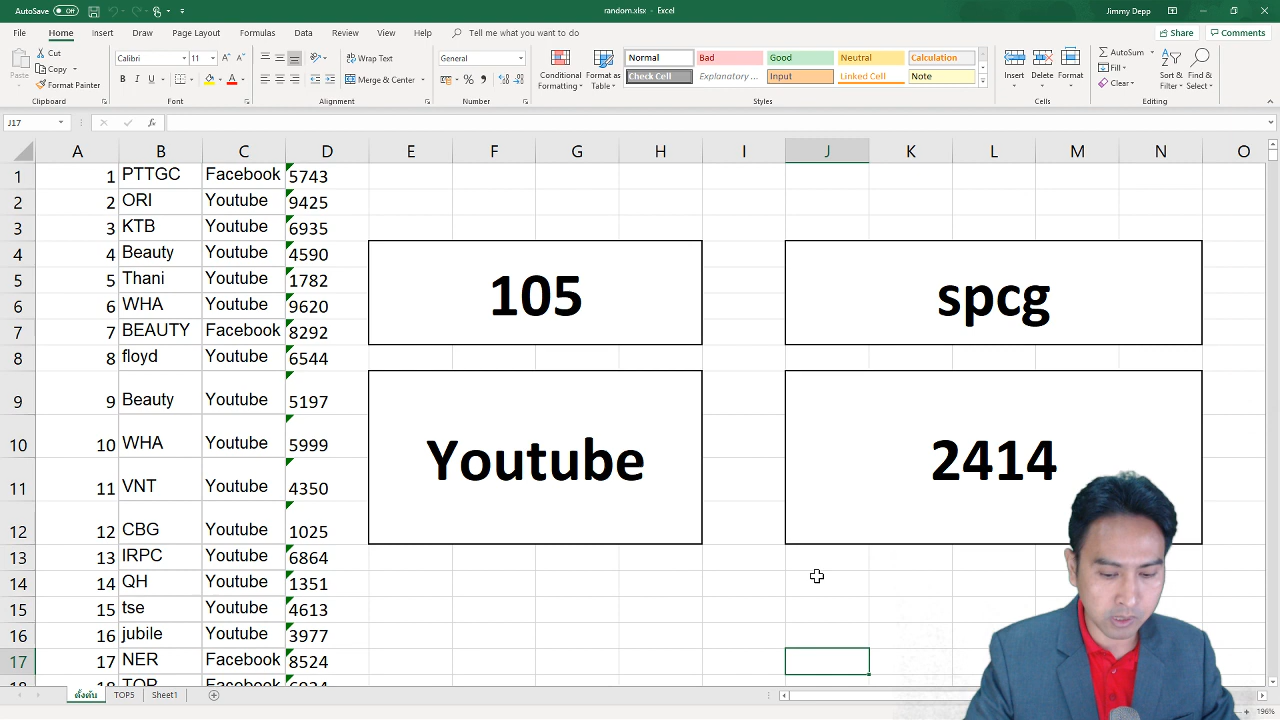 AutoSave Off random.xlsx - Excel Jimmy Depp
File Home Insert Draw Page Layout Formulas Data Review View Help Tell me what you want to do Share Comments
Paste Cut Copy Format Painter Clipboard
Calibri 11 B I U A A A Font
Wrap Text Merge & Center Alignment
General % Number
Conditional Formatting Format as Table Normal Bad Good Neutral Calculation
Check Cell Explanatory ... Input Linked Cell Note Styles
Insert Delete Format Cells
AutoSum Fill Clear Sort & Filter Find & Select Editing
J17 fx
A B C D E F G H I J K L M N O
1 1 PTTGC Facebook 5743
2 2 ORI Youtube 9425
3 3 KTB Youtube 6935
4 4 Beauty Youtube 4590
5 5 Thani Youtube 1782
6 6 WHA Youtube 9620
7 7 BEAUTY Facebook 8292
8 8 floyd Youtube 6544
9 9 Beauty Youtube 5197
10 10 WHA Youtube 5999
11 11 VNT Youtube 4350
12 12 CBG Youtube 1025
13 13 IRPC Youtube 6864
14 14 QH Youtube 1351
15 15 tse Youtube 4613
16 16 jubile Youtube 3977
17 17 NER Facebook 8524
105
spcg
Youtube
2414
ตั้งต้น TOP5 Sheet1
196%